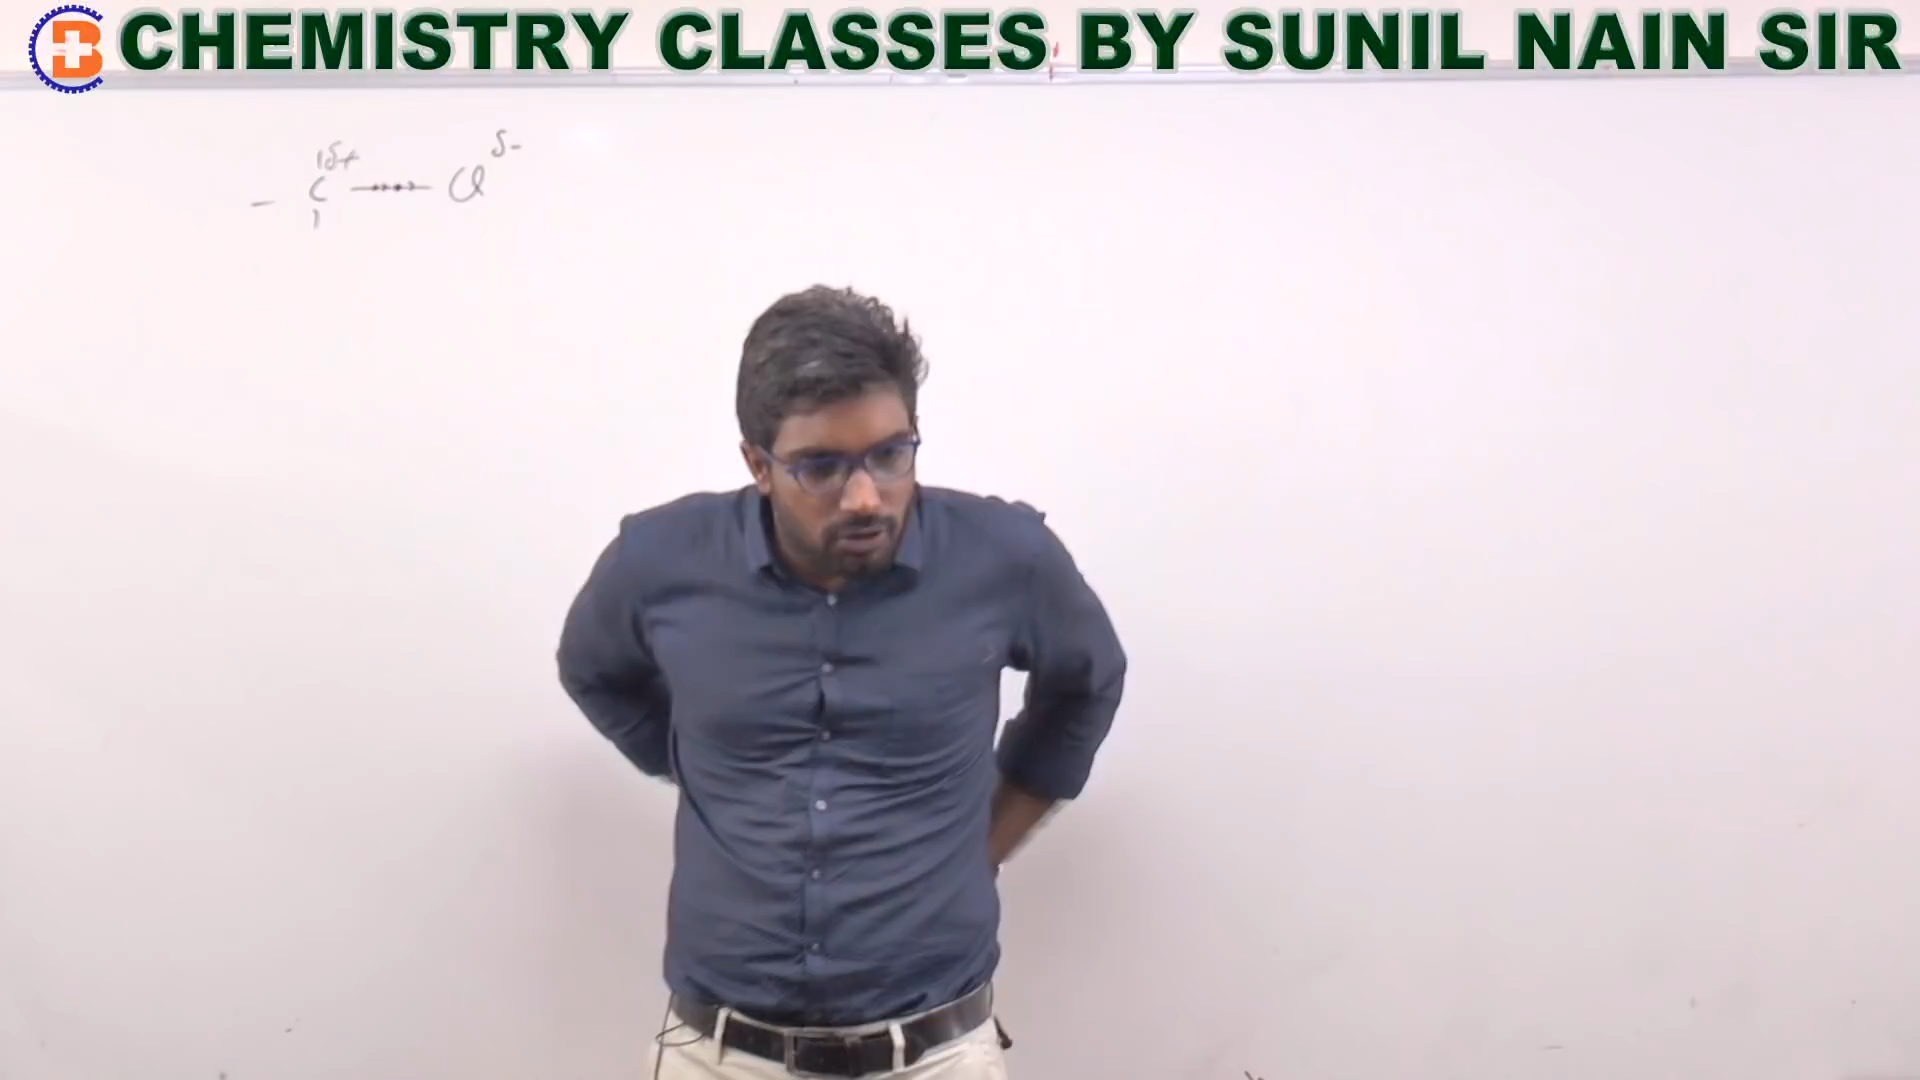 CHEMISTRY CLASSES BY SUNIL NAIN SIR
δ+ δ-
- C Cl